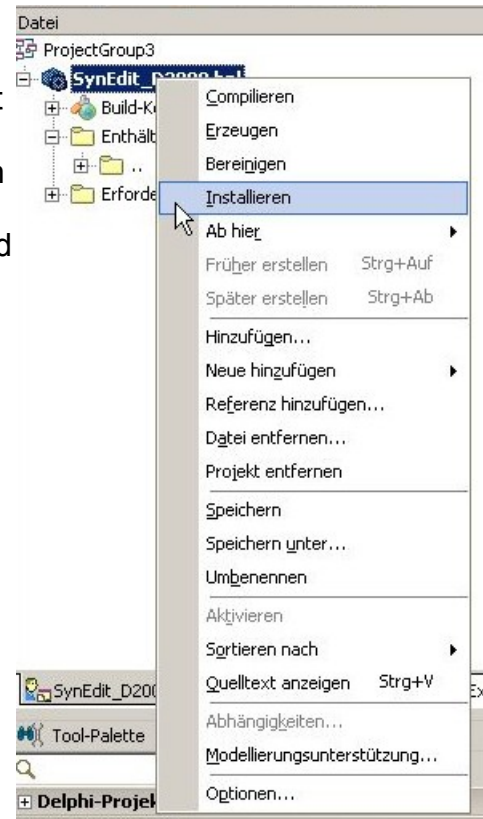 Datei
ProjectGroup3
SynEdit_D2009.bpl
Build-K
Enthält
..
Erforde
Compilieren
Erzeugen
Bereinigen
Installieren
Ab hier
Früher erstellen Strg+Auf
Später erstellen Strg+Ab
Hinzufügen...
Neue hinzufügen
Referenz hinzufügen...
Datei entfernen...
Projekt entfernen
Speichern
Speichern unter...
Umbenennen
Aktivieren
Sortieren nach
Quelltext anzeigen Strg+V
Abhängigkeiten...
Modellierungsunterstützung...
Optionen...
SynEdit_D200
Tool-Palette
Delphi-Projek